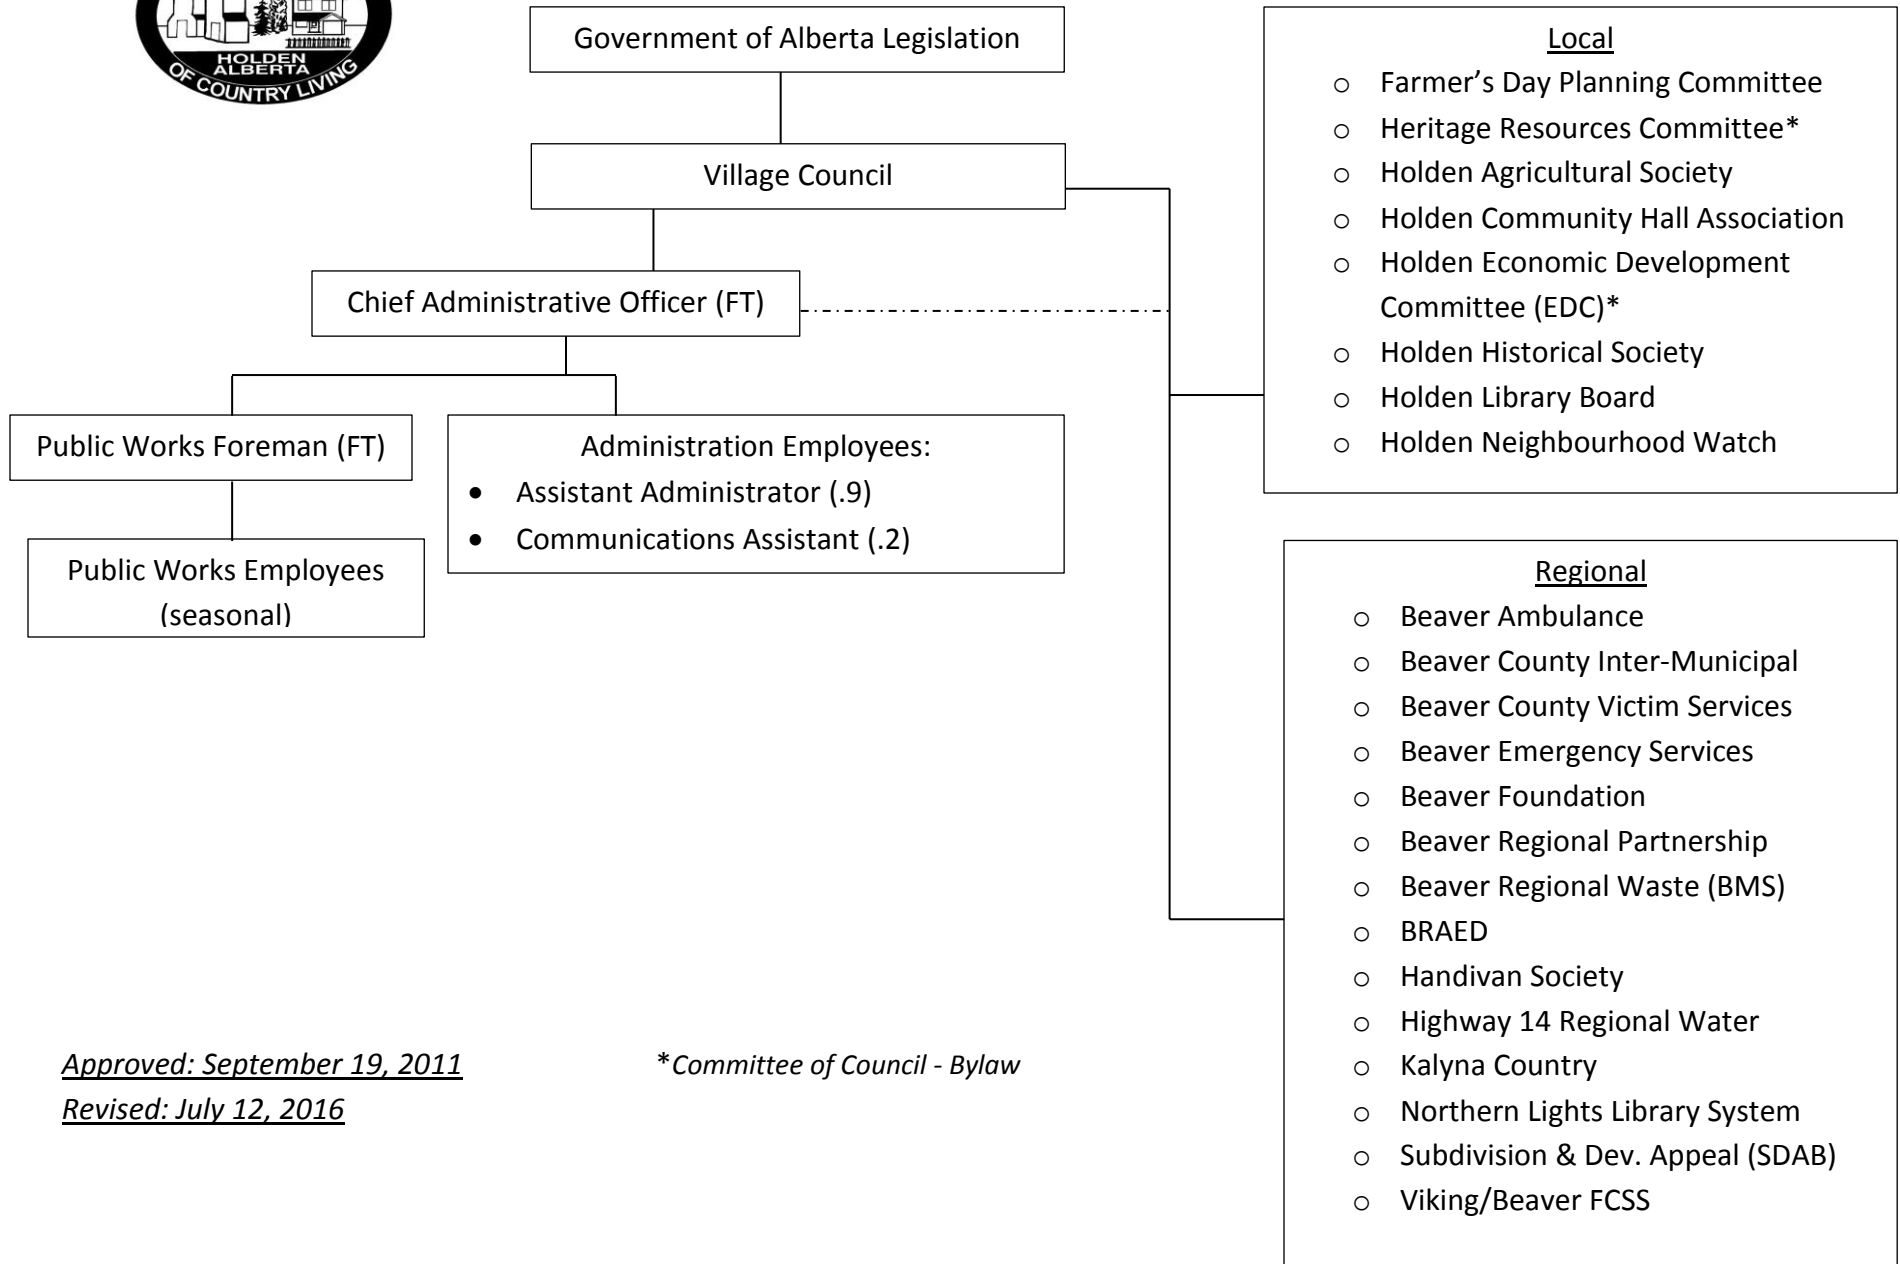 HOLDEN
ALBERTA
OF COUNTRY LIVING
Government of Alberta Legislation
Village Council
Chief Administrative Officer (FT)
Public Works Foreman (FT)
Public Works Employees
(seasonal)
Administration Employees:
• Assistant Administrator (.9)
• Communications Assistant (.2)
Local
o Farmer’s Day Planning Committee
o Heritage Resources Committee*
o Holden Agricultural Society
o Holden Community Hall Association
o Holden Economic Development
Committee (EDC)*
o Holden Historical Society
o Holden Library Board
o Holden Neighbourhood Watch
Regional
o Beaver Ambulance
o Beaver County Inter-Municipal
o Beaver County Victim Services
o Beaver Emergency Services
o Beaver Foundation
o Beaver Regional Partnership
o Beaver Regional Waste (BMS)
o BRAED
o Handivan Society
o Highway 14 Regional Water
o Kalyna Country
o Northern Lights Library System
o Subdivision & Dev. Appeal (SDAB)
o Viking/Beaver FCSS
Approved: September 19, 2011
Revised: July 12, 2016
*Committee of Council - Bylaw